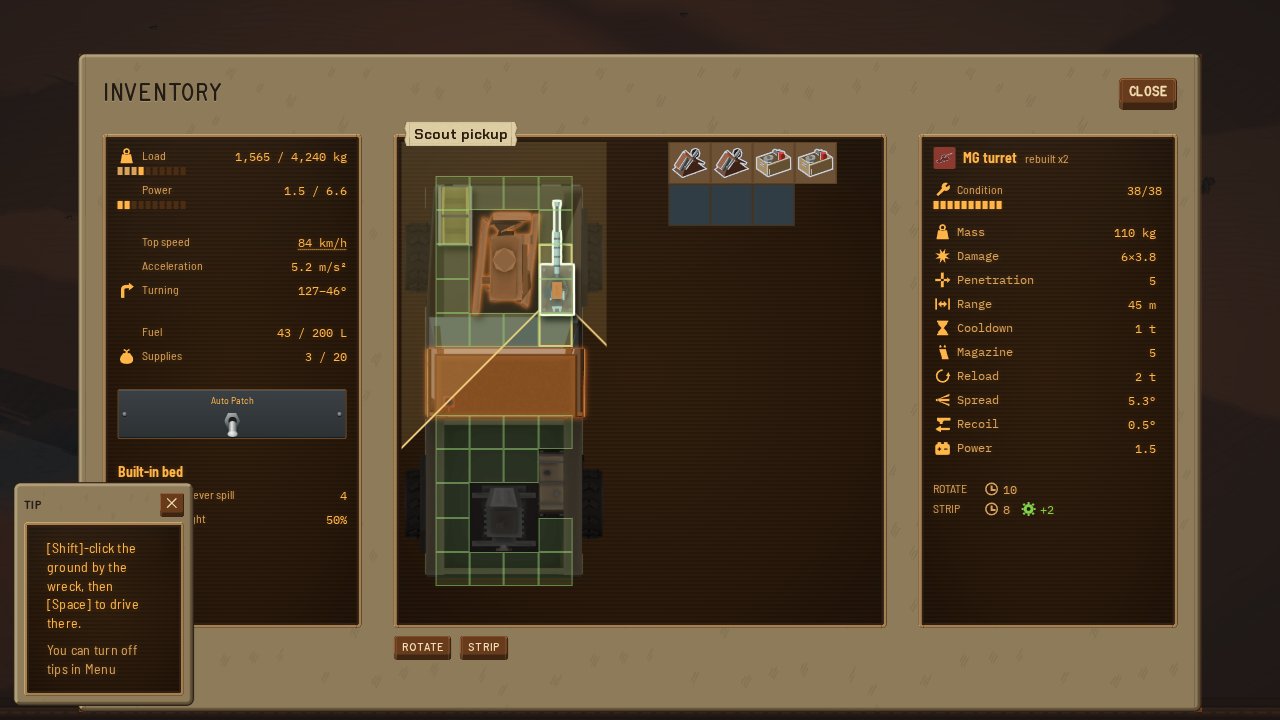 INVENTORY
CLOSE
Scout pickup
Load 1,565 / 4,240 kg
Power 1.5 / 6.6
Top speed 84 km/h
Acceleration 5.2 m/s²
Turning 127–46°
Fuel 43 / 200 L
Supplies 3 / 20
Auto Patch
Built-in bed
ever spill 4
ht 50%
TIP
[Shift]-click the
ground by the
wreck, then
[Space] to drive
there.
You can turn off
tips in Menu
ROTATE STRIP
MG turret rebuilt x2
Condition 38/38
Mass 110 kg
Damage 6×3.8
Penetration 5
Range 45 m
Cooldown 1 t
Magazine 5
Reload 2 t
Spread 5.3°
Recoil 0.5°
Power 1.5
ROTATE 10
STRIP 8 +2